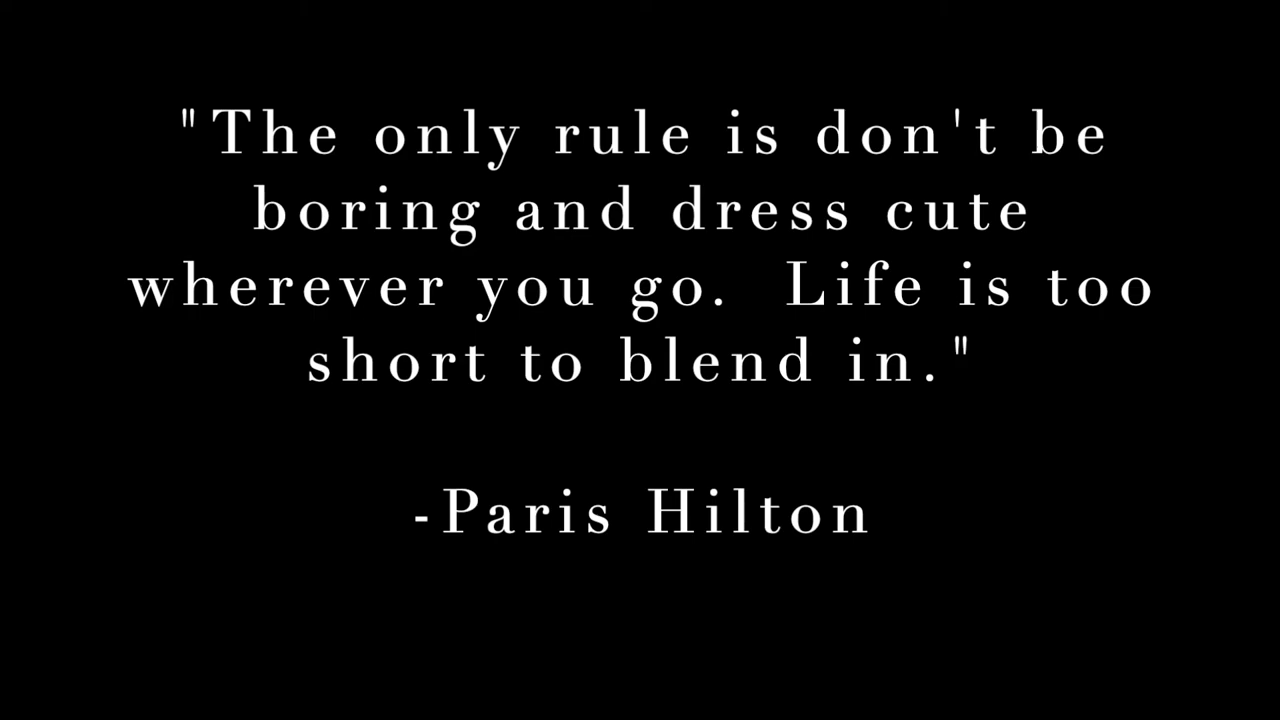 "The only rule is don't be
boring and dress cute
wherever you go.  Life is too
short to blend in."
-Paris Hilton